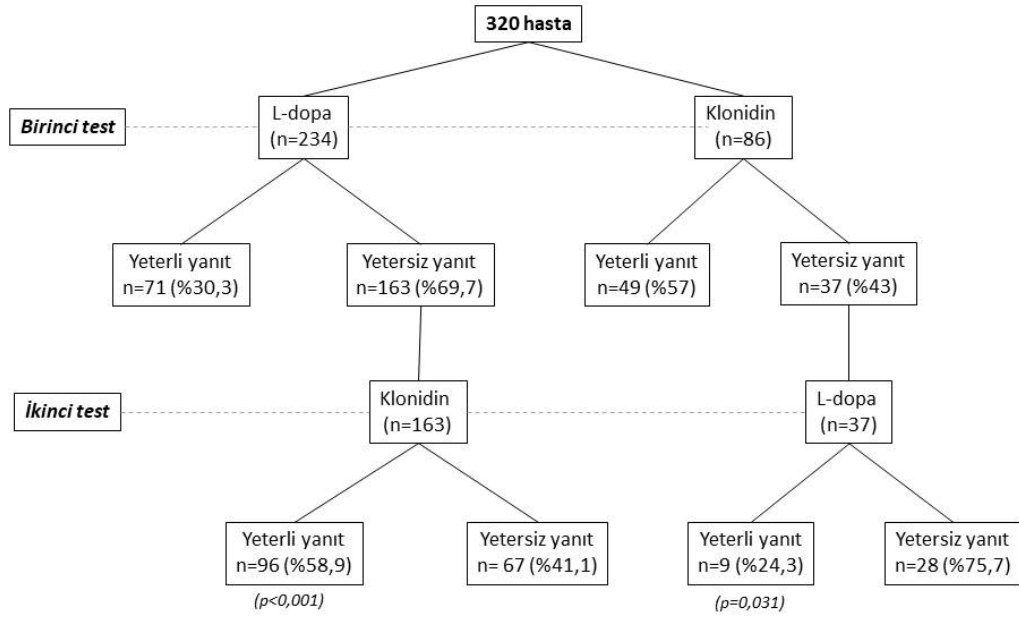 320 hasta
Birinci test
L-dopa
(n=234)
Klonidin
(n=86)
Yeterli yanıt
n=71 (%30,3)
Yetersiz yanıt
n=163 (%69,7)
Yeterli yanıt
n=49 (%57)
Yetersiz yanıt
n=37 (%43)
İkinci test
Klonidin
(n=163)
L-dopa
(n=37)
Yeterli yanıt
n=96 (%58,9)
(p<0,001)
Yetersiz yanıt
n= 67 (%41,1)
Yeterli yanıt
n=9 (%24,3)
(p=0,031)
Yetersiz yanıt
n=28 (%75,7)